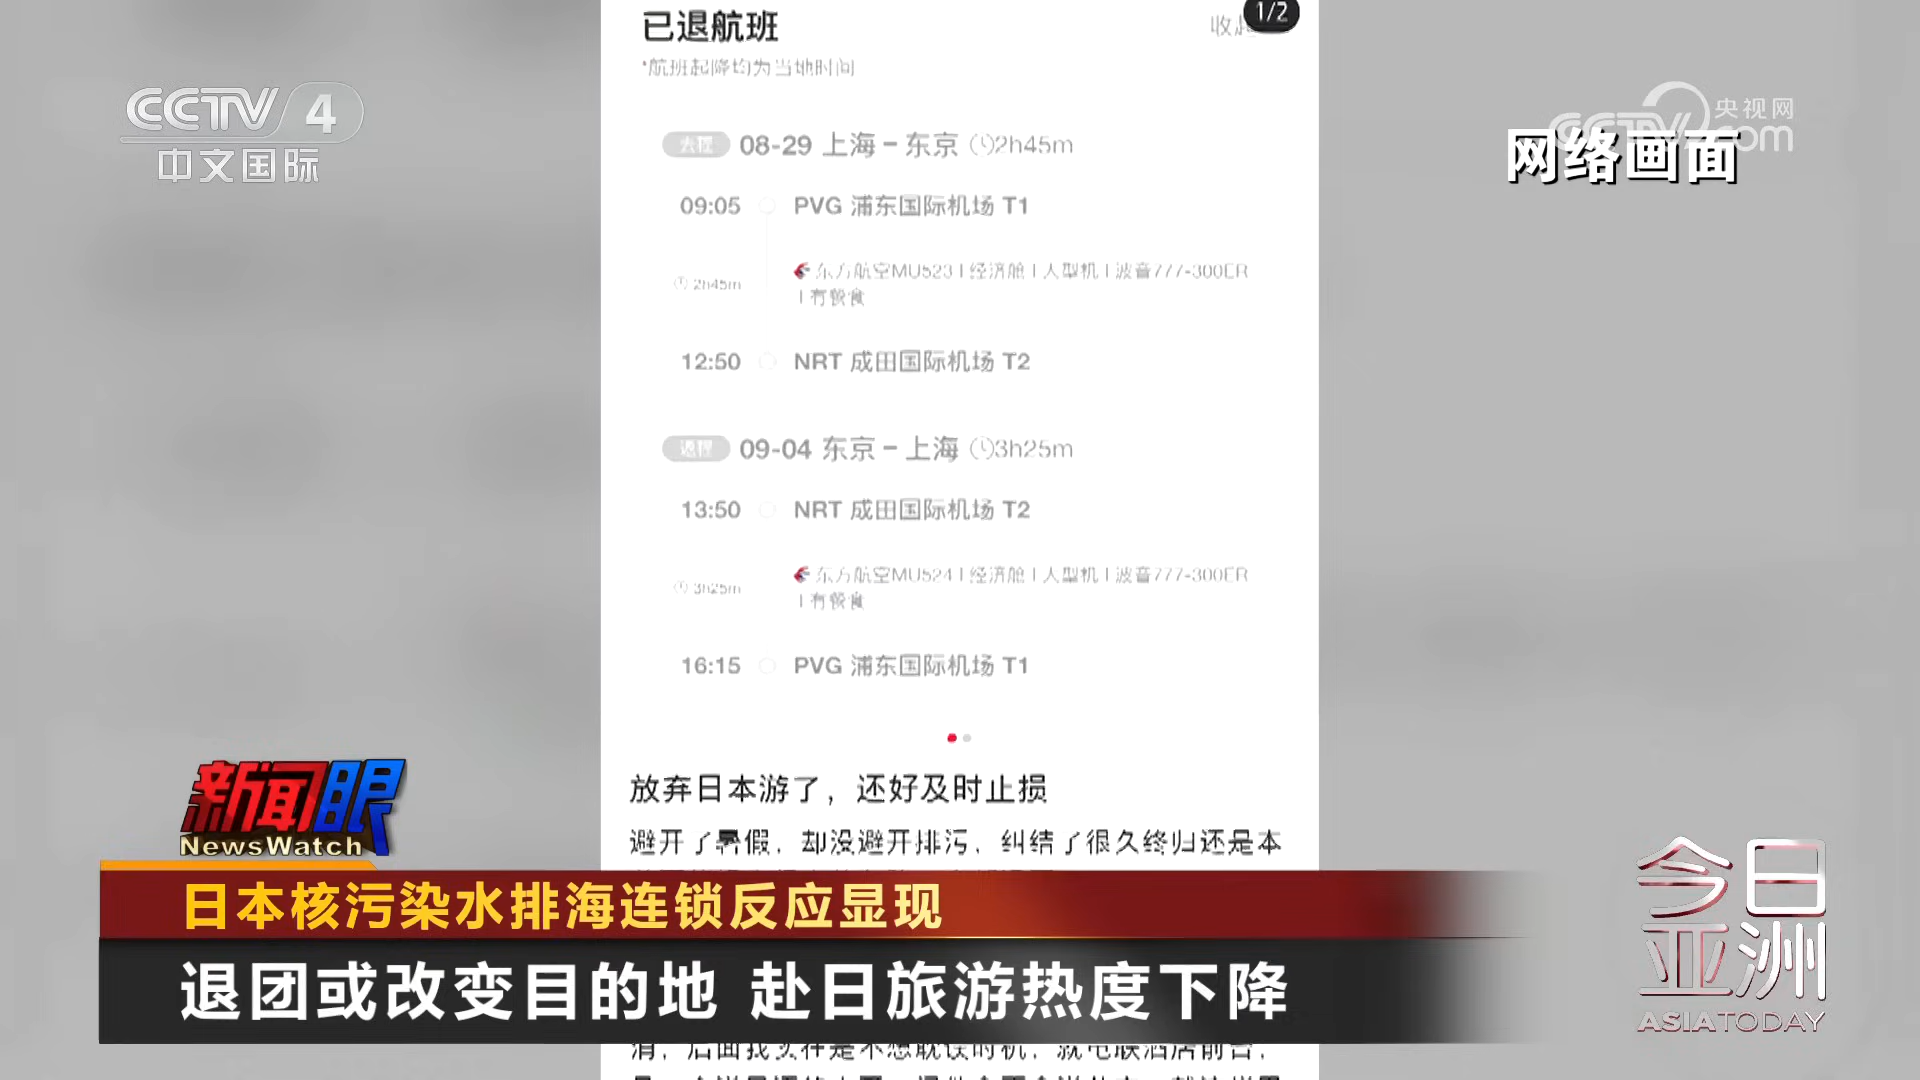 已退航班
1/2
*航班起降均为当地时间
CCTV 4
中文国际
央视网
CCTV.com
网络画面
去程 08-29 上海-东京 2h45m
09:05 PVG 浦东国际机场 T1
2h45m 东方航空MU523 | 经济舱 | 大型机 | 波音777-300ER
| 有餐食
12:50 NRT 成田国际机场 T2
返程 09-04 东京-上海 3h25m
13:50 NRT 成田国际机场 T2
3h25m 东方航空MU524 | 经济舱 | 大型机 | 波音777-300ER
| 有餐食
16:15 PVG 浦东国际机场 T1
放弃日本游了，还好及时止损
避开了暑假，却没避开排污，纠结了很久终归还是本
新闻眼
NewsWatch
日本核污染水排海连锁反应显现
退团或改变目的地 赴日旅游热度下降
今日
亚洲
ASIA TODAY